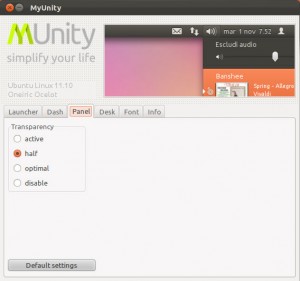 MyUnity
MUnity
simplify your life
Ubuntu Linux 11.10
Oneiric Ocelot
mar 1 nov 7.52
Escludi audio
Banshee
Spring - Allegro
Vivaldi
Launcher Dash Panel Desk Font Info
Transparency
active
half
optimal
disable
Default settings